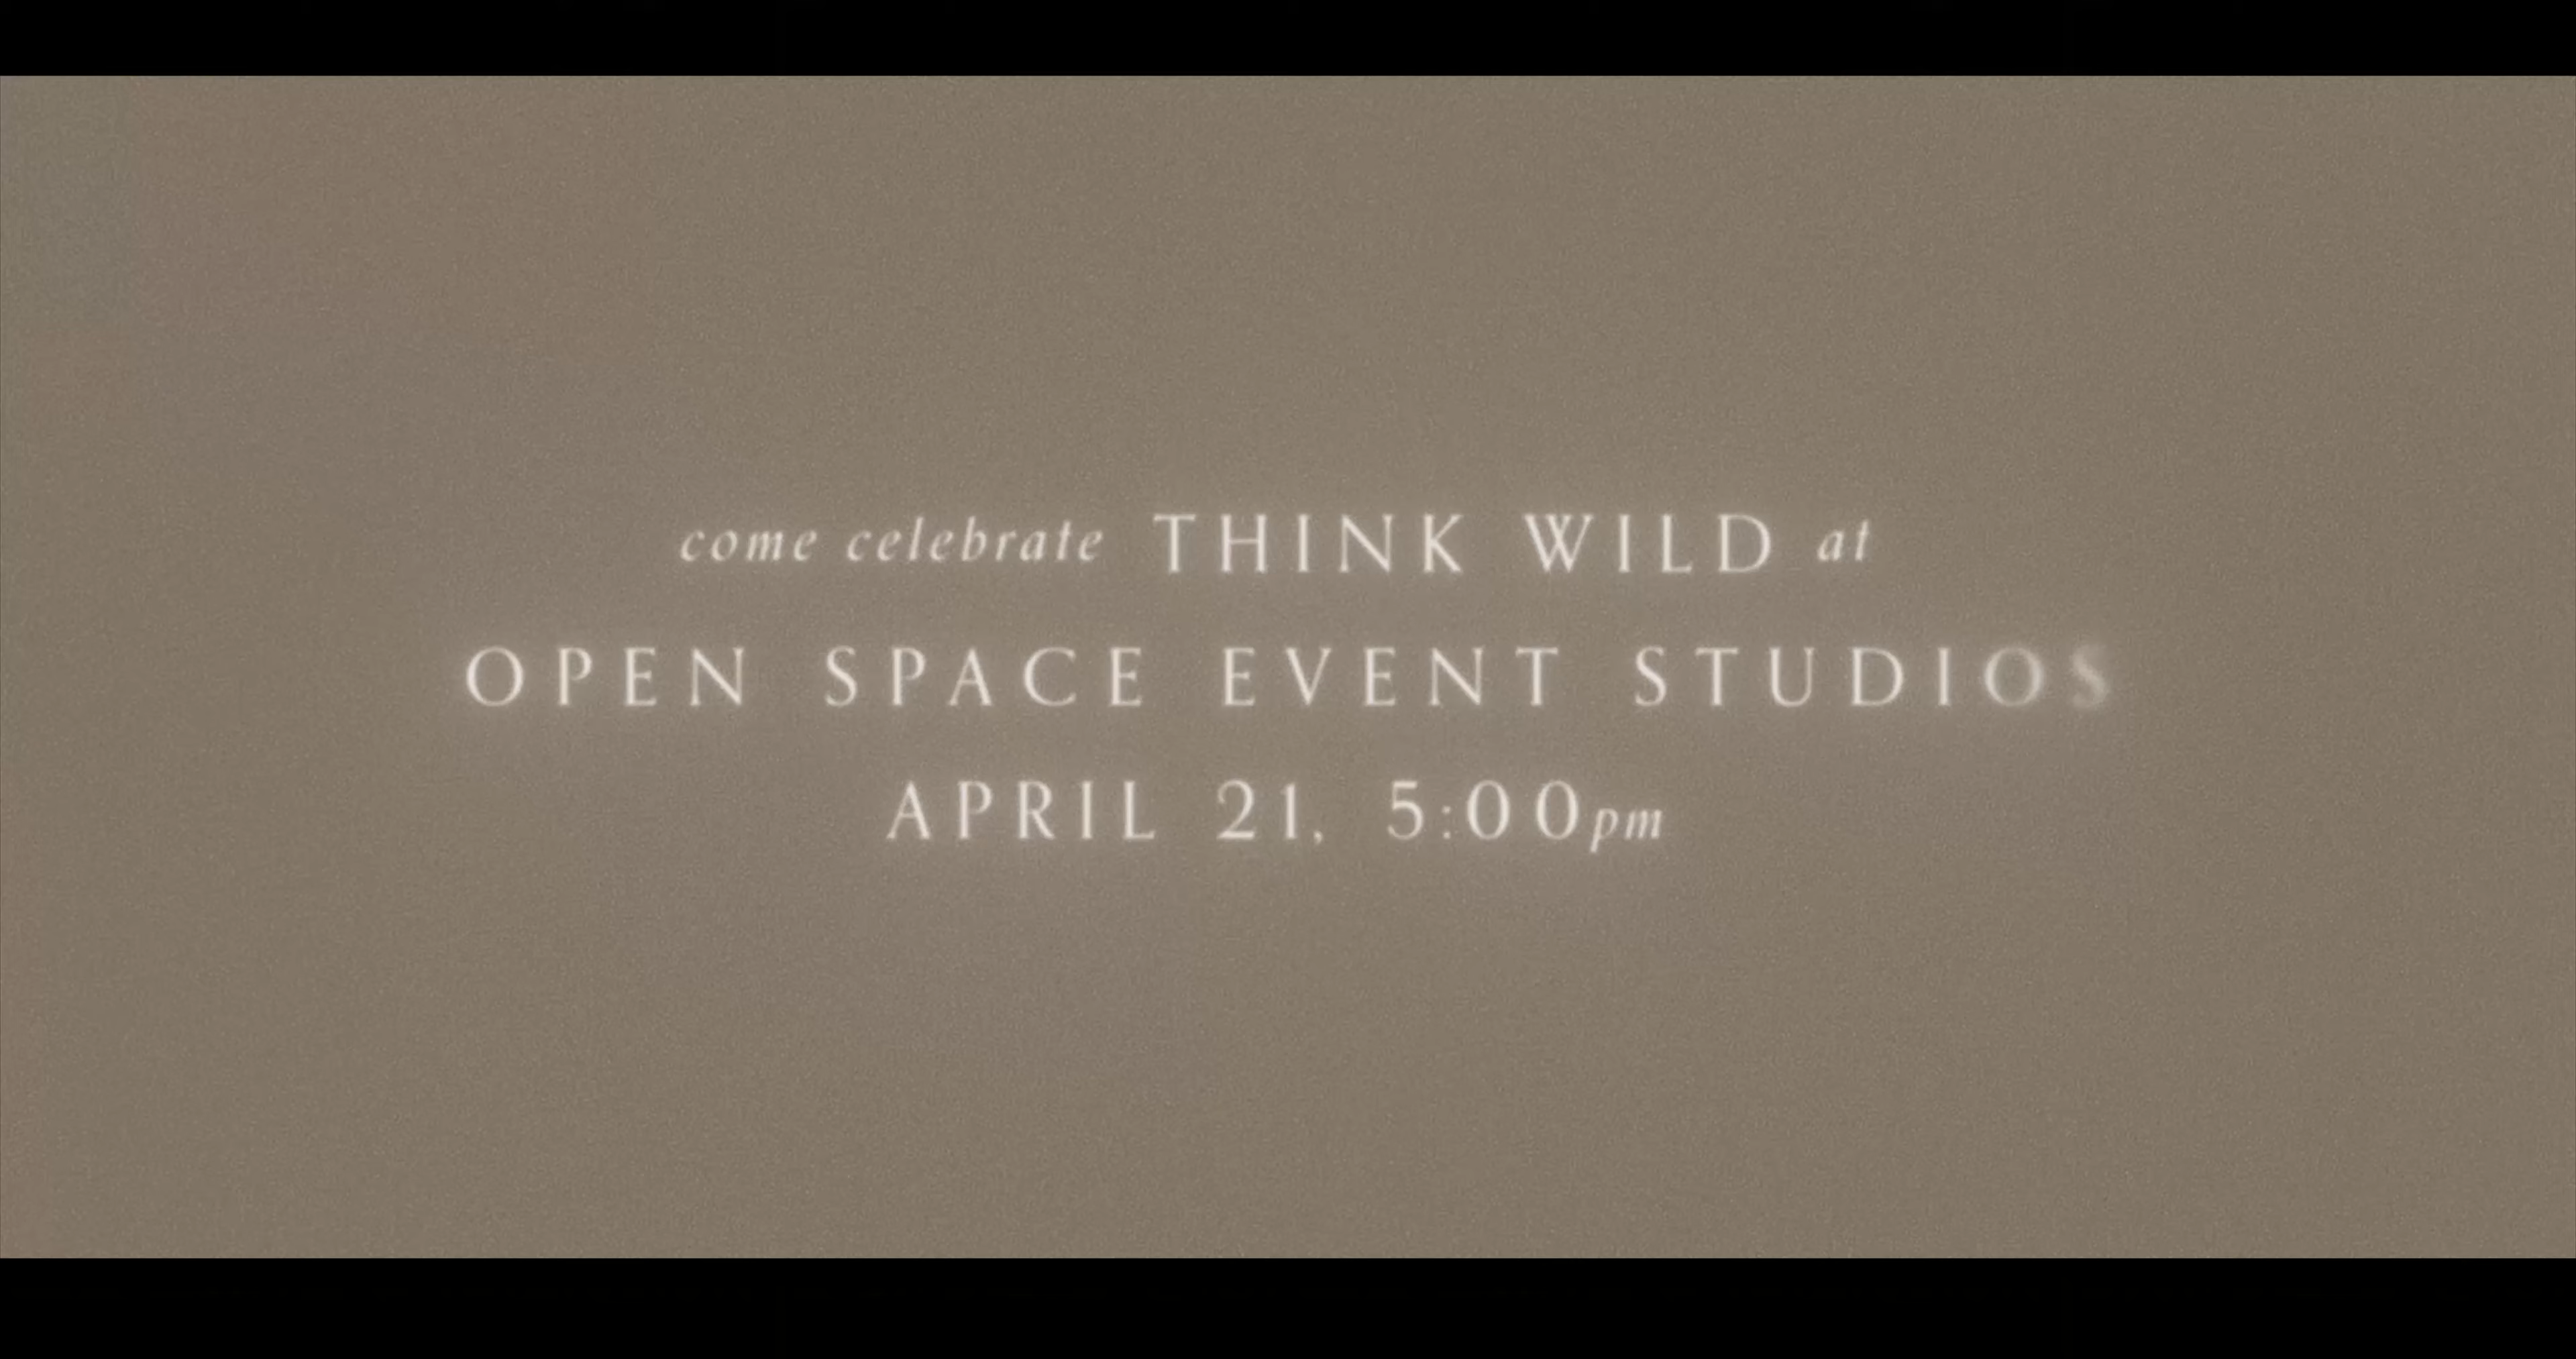 come celebrate THINK WILD at
OPEN SPACE EVENT STUDIOS
APRIL 21, 5:00pm